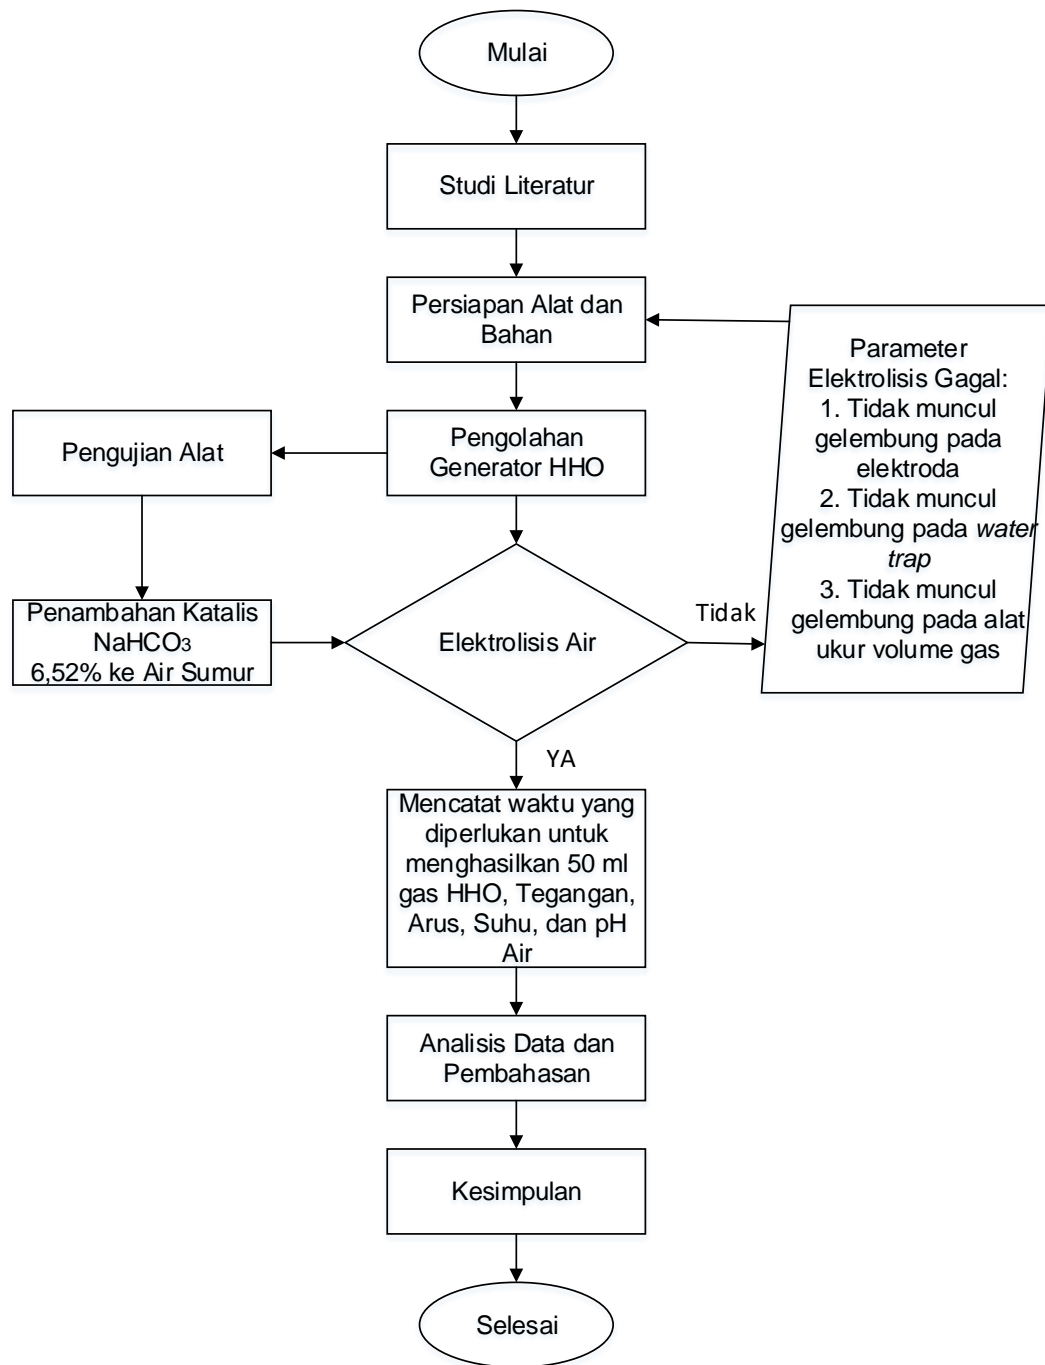 Mulai
Studi Literatur
Persiapan Alat dan
Bahan
Pengolahan
Generator HHO
Pengujian Alat
Penambahan Katalis
NaHCO3
6,52% ke Air Sumur
Elektrolisis Air
Tidak
Parameter
Elektrolisis Gagal:
1. Tidak muncul
gelembung pada
elektroda
2. Tidak muncul
gelembung pada water
trap
3. Tidak muncul
gelembung pada alat
ukur volume gas
YA
Mencatat waktu yang
diperlukan untuk
menghasilkan 50 ml
gas HHO, Tegangan,
Arus, Suhu, dan pH
Air
Analisis Data dan
Pembahasan
Kesimpulan
Selesai